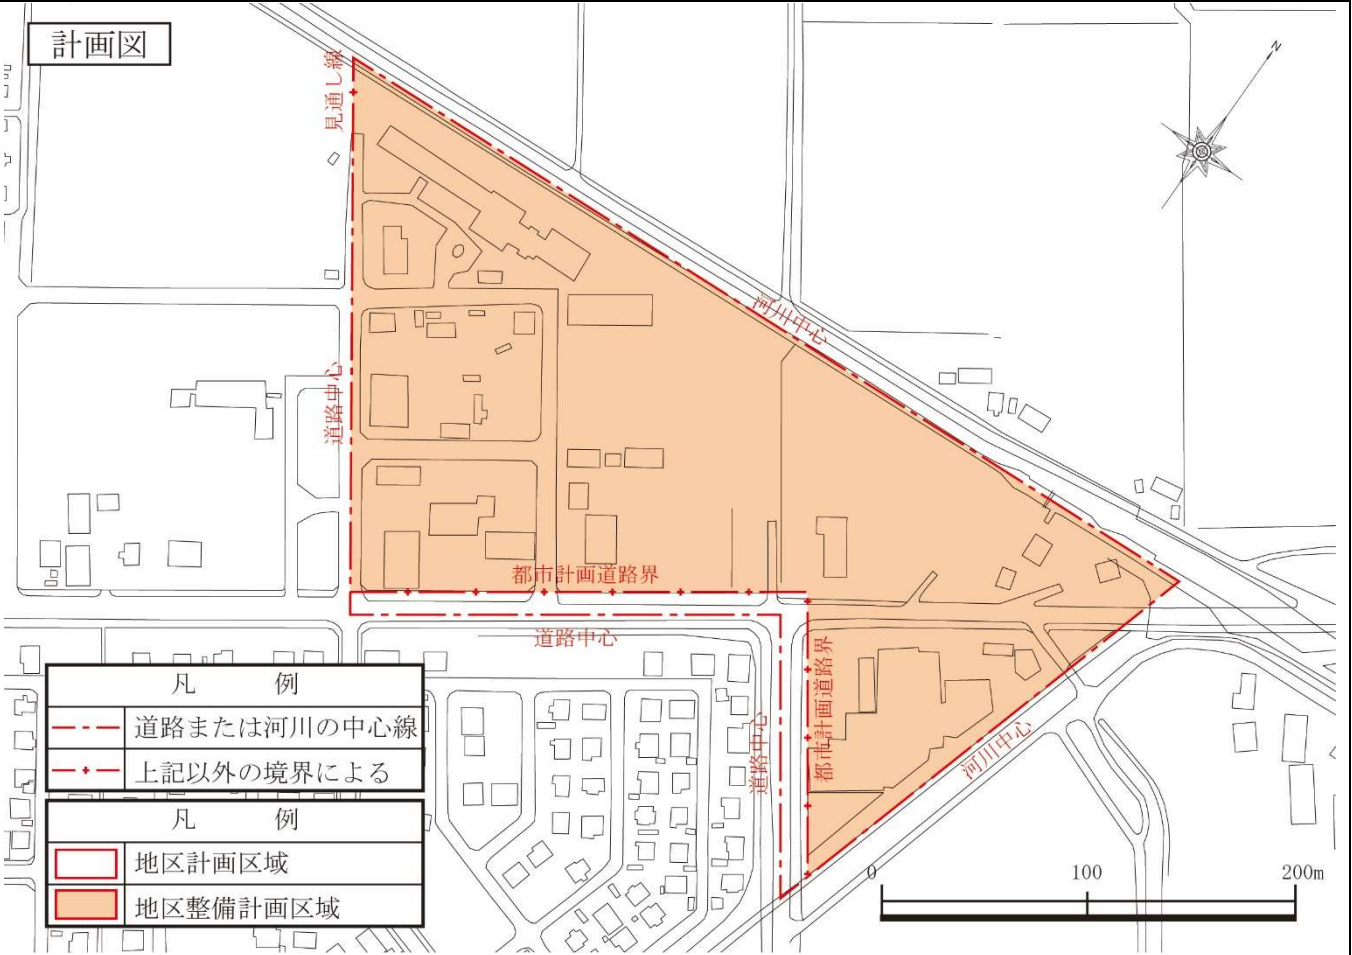 計画図
N
見通し線
河川中心
道路中心
都市計画道路界
道路中心
都市計画道路界
道路中心
河川中心
凡 例
道路または河川の中心線
上記以外の境界による
凡 例
地区計画区域
地区整備計画区域
0 100 200m